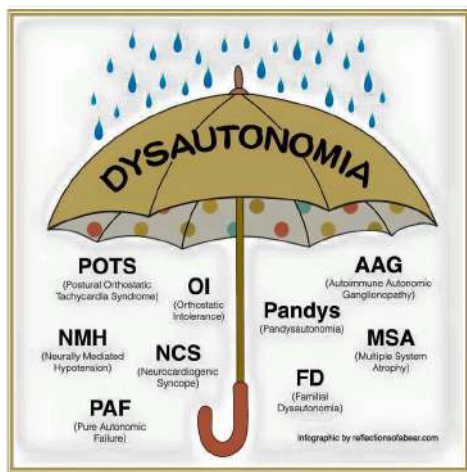 DYSAUTONOMIA
POTS
(Postural Orthostatic
Tachycardia Syndrome)
OI
(Orthostatic
Intolerance)
NMH
(Neurally Mediated
Hypotension)
NCS
(Neurocardiogenic
Syncope)
PAF
(Pure Autonomic
Failure)
AAG
(Autoimmune Autonomic
Ganglionopathy)
Pandys
(Pandysautonomia)
MSA
(Multiple System
Atrophy)
FD
(Familial
Dysautonomia)
Infographic by reflectionsofabear.com